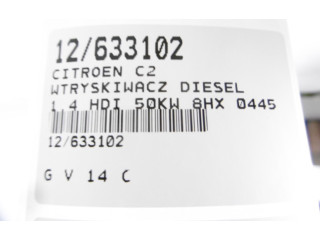 12/633102
CITROEN C2
WTRYSKIWACZ DIESEL
1.4 HDI 50KW 8HX 0445
12/633102
G V 14 C